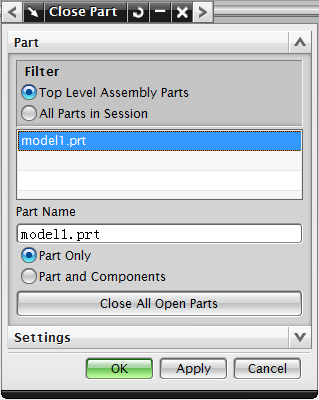 Close Part
Part
Filter
Top Level Assembly Parts
All Parts in Session
model1.prt
Part Name
model1.prt
Part Only
Part and Components
Close All Open Parts
Settings
OK Apply Cancel